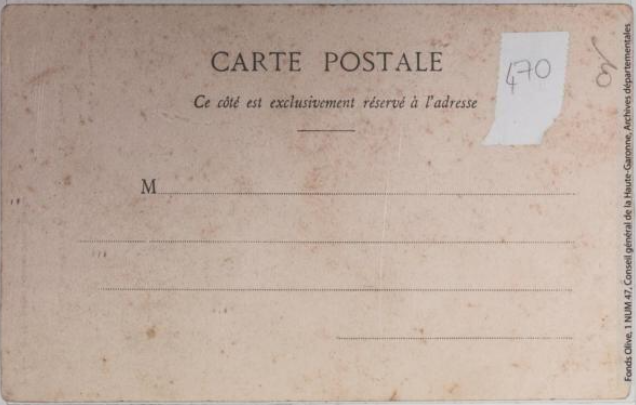 CARTE POSTALE
Ce côté est exclusivement réservé à l'adresse
470
M
Fonds Olive, 1 NUM 47, Conseil général de la Haute-Garonne, Archives départementales